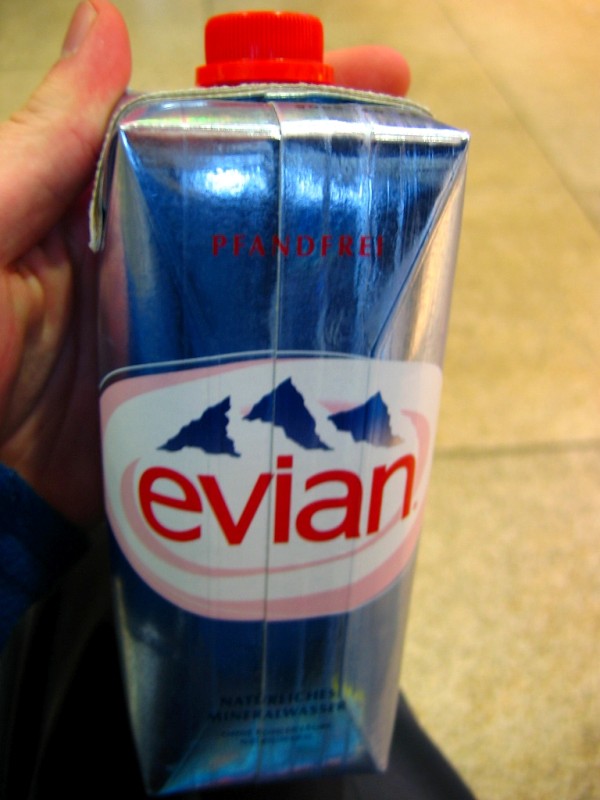 PFANDFREI
evian.
NATÜRLICHES
MINERALWASSER